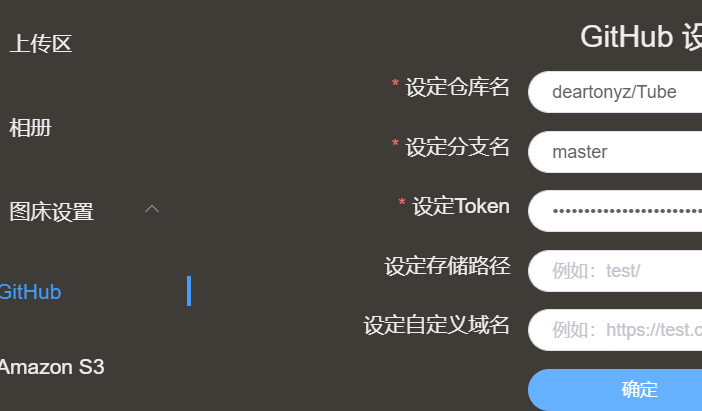 上传区
相册
图床设置
GitHub
Amazon S3
GitHub 设
* 设定仓库名 deartonyz/Tube
* 设定分支名 master
* 设定Token ••••••••••••••••••••••••
设定存储路径 例如：test/
设定自定义域名 例如：https://test.c
确定